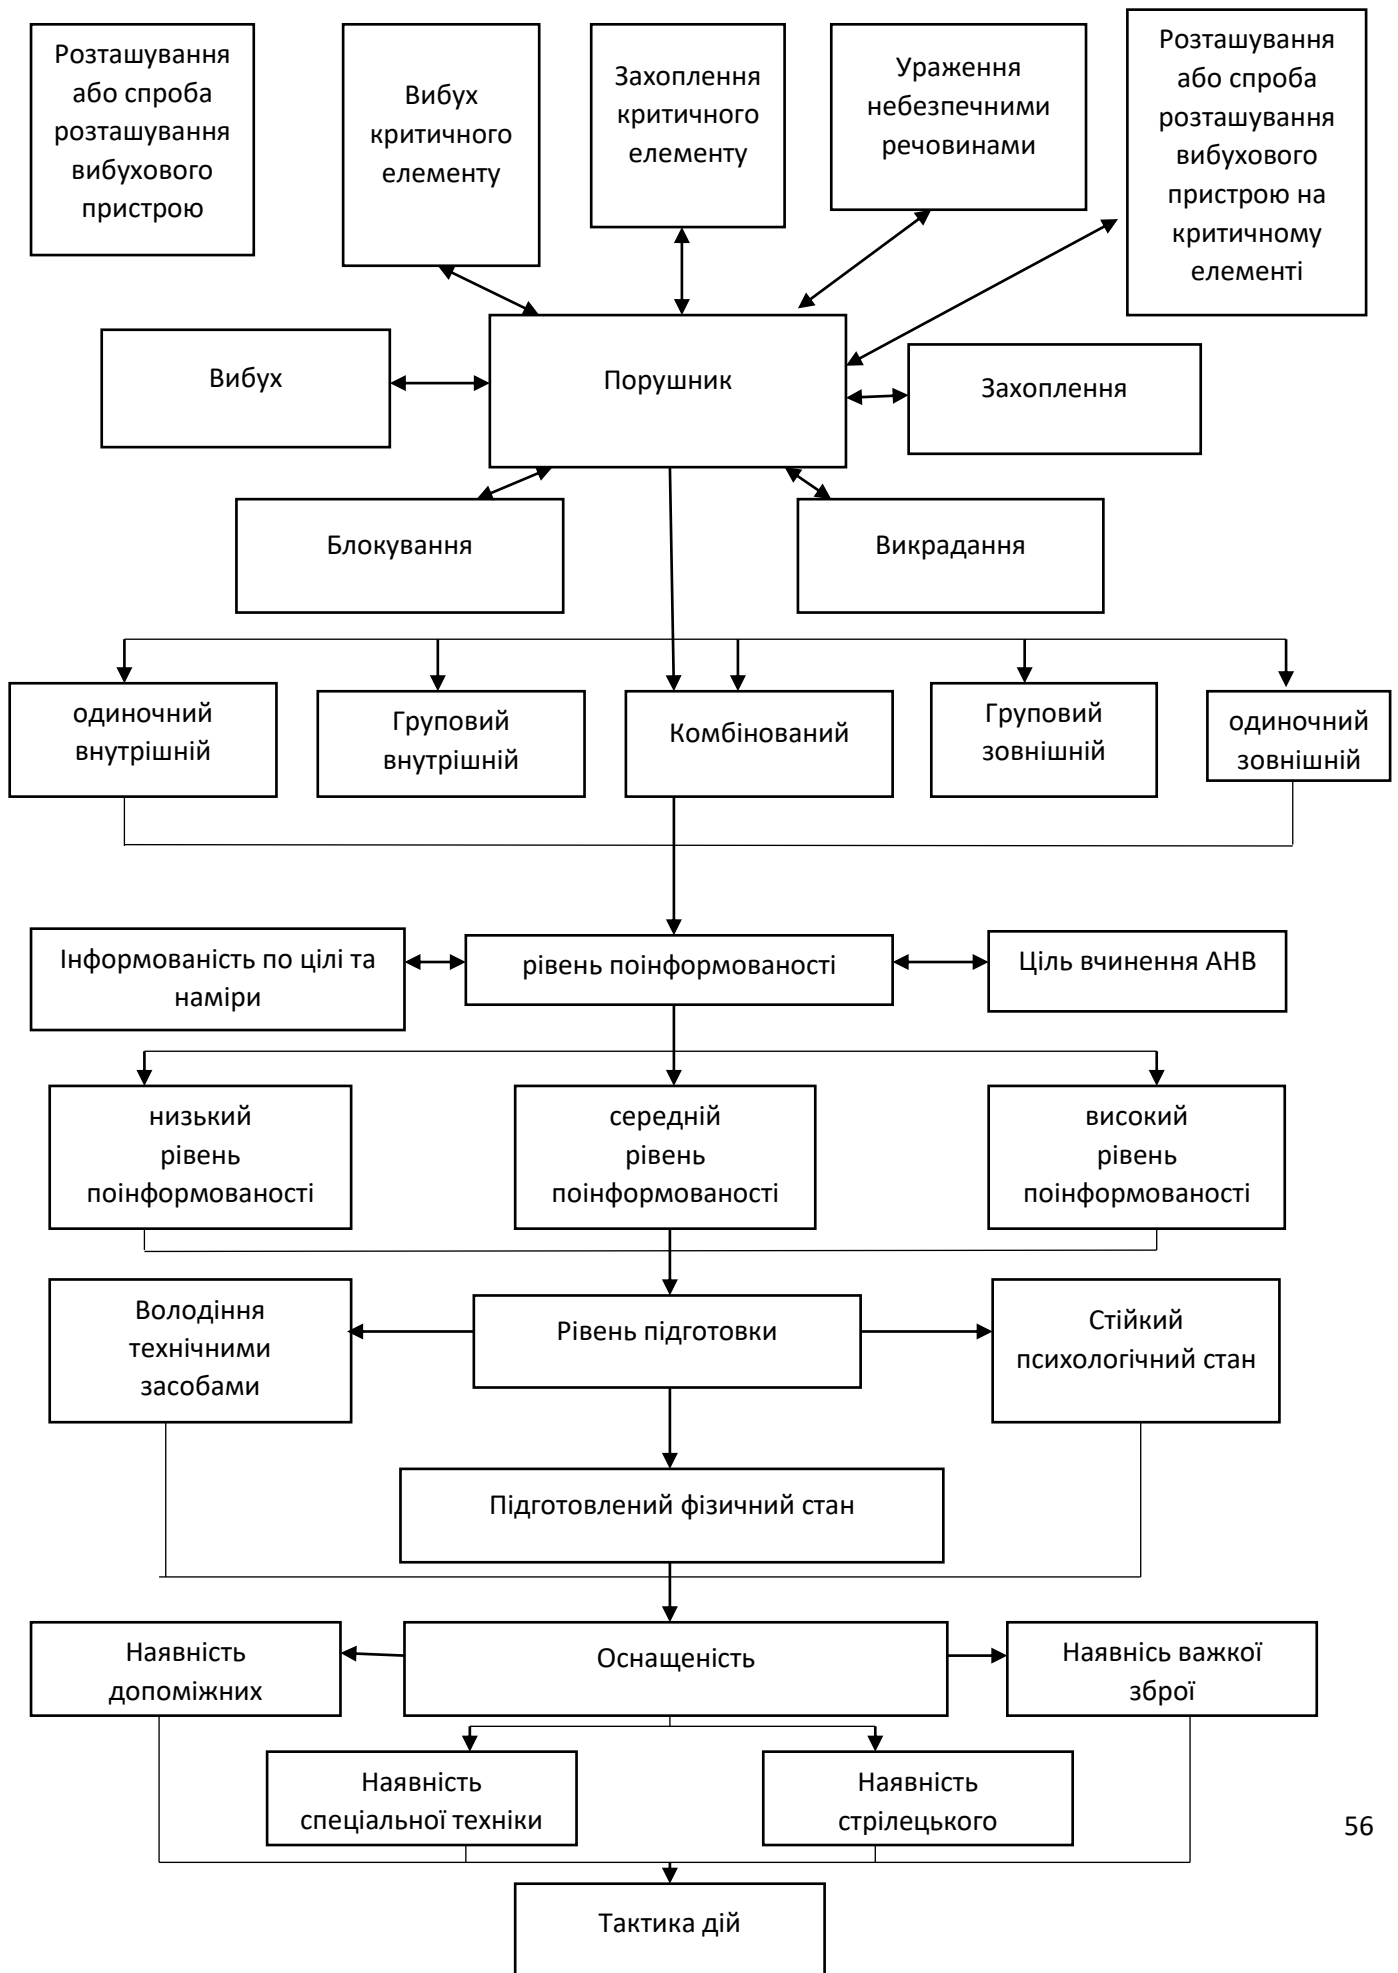 Розташування
або спроба
розташування
вибухового
пристрою
Вибух
критичного
елементу
Захоплення
критичного
елементу
Ураження
небезпечними
речовинами
Розташування
або спроба
розташування
вибухового
пристрою на
критичному
елементі
Вибух
Порушник
Захоплення
Блокування
Викрадання
одиночний
внутрішній
Груповий
внутрішній
Комбінований
Груповий
зовнішній
одиночний
зовнішній
Інформованість по цілі та
наміри
рівень поінформованості
Ціль вчинення АНВ
низький
рівень
поінформованості
середній
рівень
поінформованості
високий
рівень
поінформованості
Володіння
технічними
засобами
Рівень підготовки
Стійкий
психологічний стан
Підготовлений фізичний стан
Наявність
допоміжних
Оснащеність
Наявнісь важкої
зброї
Наявність
спеціальної техніки
Наявність
стрілецького
56
Тактика дій